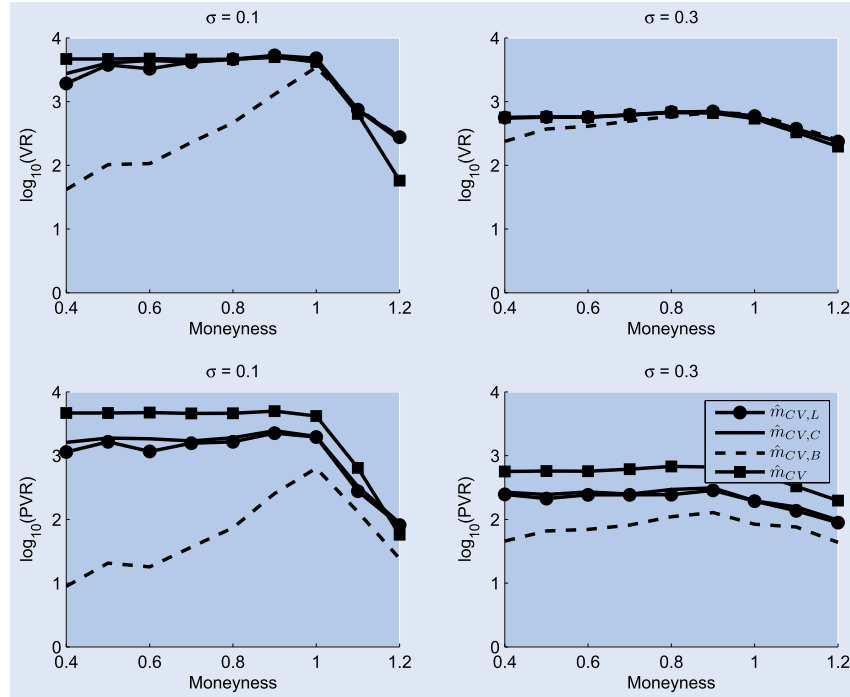 σ = 0.1
log₁₀(VR)
4
3
2
1
0
0.4
0.6
0.8
1
1.2
Moneyness
σ = 0.3
log₁₀(VR)
4
3
2
1
0
0.4
0.6
0.8
1
1.2
Moneyness
σ = 0.1
log₁₀(PVR)
4
3
2
1
0
0.4
0.6
0.8
1
1.2
Moneyness
σ = 0.3
log₁₀(PVR)
4
3
2
1
0
0.4
0.6
0.8
1
1.2
Moneyness
m̂_{CV,L}
m̂_{CV,C}
m̂_{CV,B}
m̂_{CV}